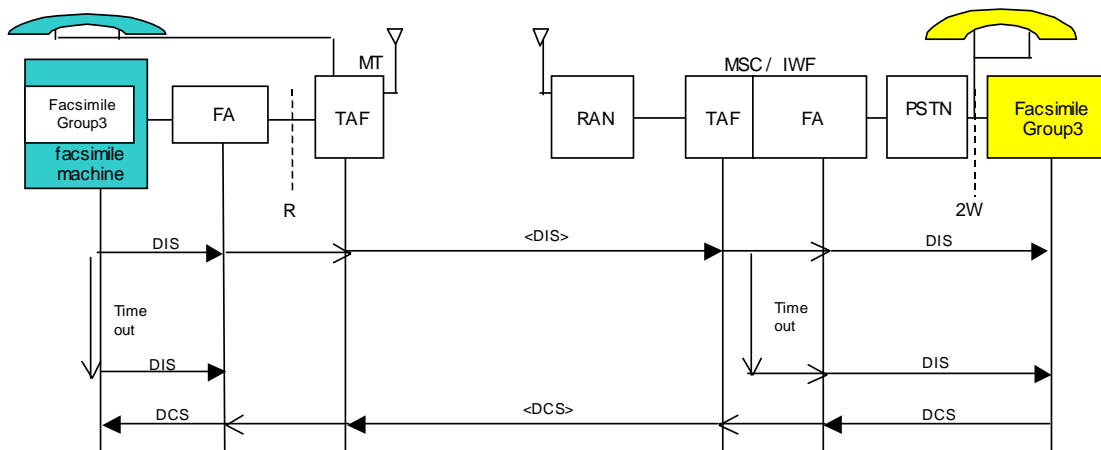 MT
MSC / IWF
Facsimile
Group3
facsimile
machine
FA
TAF
RAN
TAF
FA
PSTN
Facsimile
Group3
R
2W
DIS
<DIS>
DIS
Time
out
Time
out
DIS
DIS
DCS
<DCS>
DCS